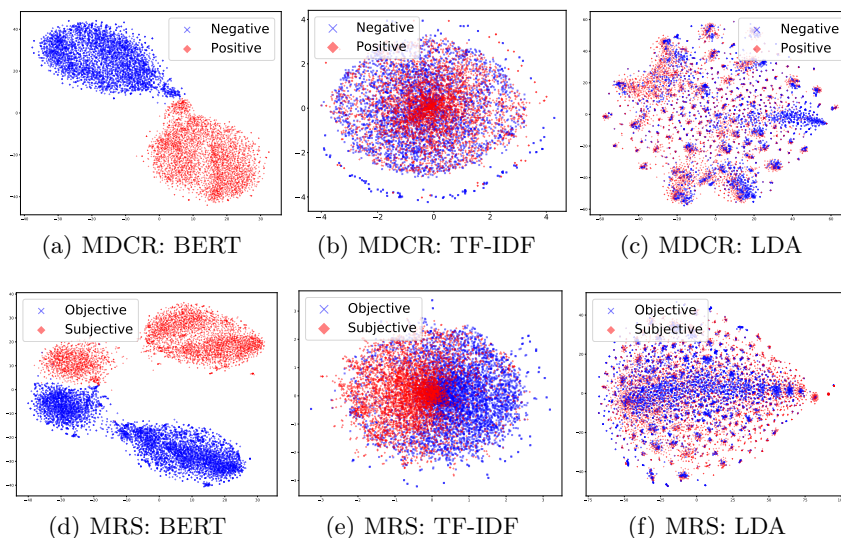 Negative
Positive
Negative
Positive
Negative
Positive
(a) MDCR: BERT
(b) MDCR: TF-IDF
(c) MDCR: LDA
Objective
Subjective
Objective
Subjective
Objective
Subjective
(d) MRS: BERT
(e) MRS: TF-IDF
(f) MRS: LDA